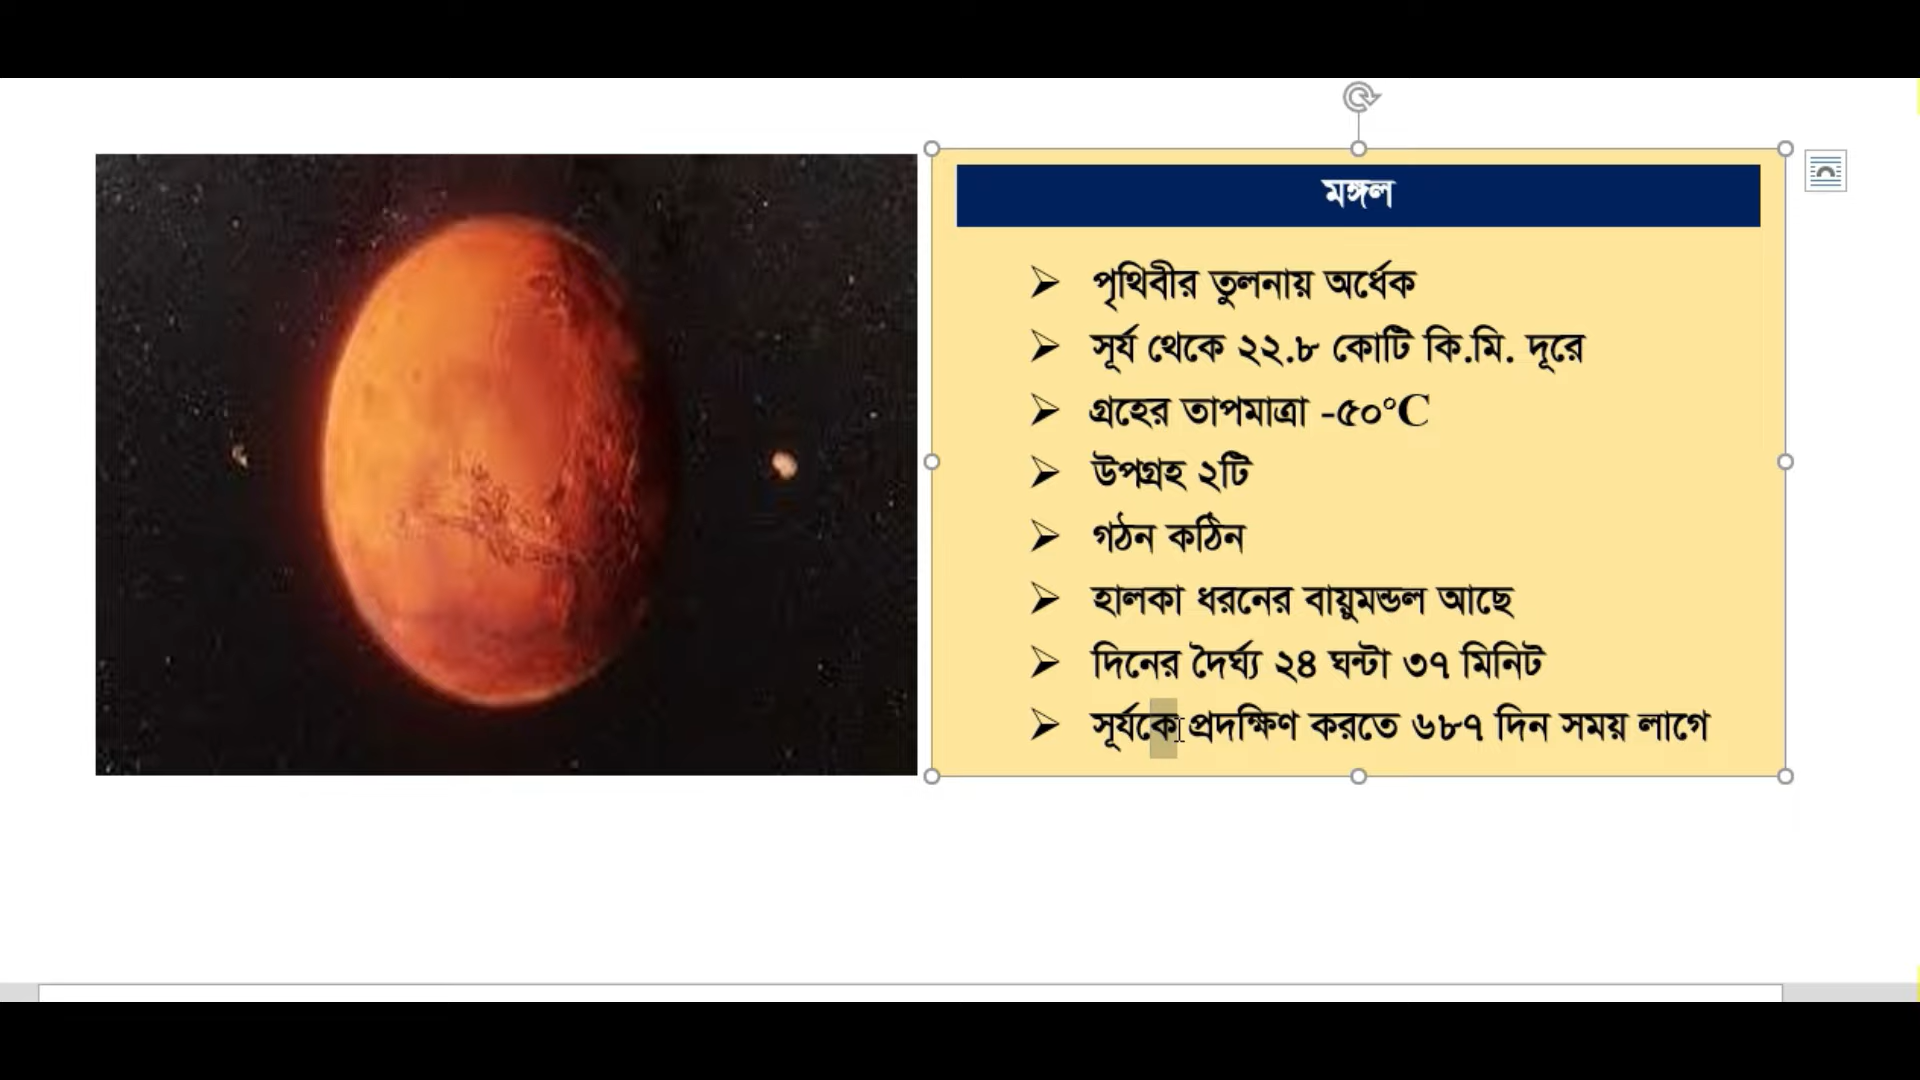 মঙ্গল
পৃথিবীর তুলনায় অর্ধেক
সূর্য থেকে ২২.৮ কোটি কি.মি. দূরে
গ্রহের তাপমাত্রা -৫০°C
উপগ্রহ ২টি
গঠন কঠিন
হালকা ধরনের বায়ুমন্ডল আছে
দিনের দৈর্ঘ্য ২৪ ঘন্টা ৩৭ মিনিট
সূর্যকে প্রদক্ষিণ করতে ৬৮৭ দিন সময় লাগে